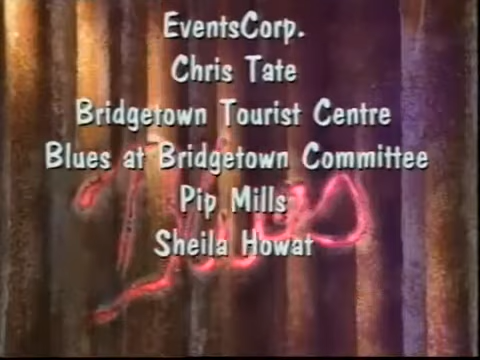 EventsCorp.
Chris Tate
Bridgetown Tourist Centre
Blues at Bridgetown Committee
Pip Mills
Sheila Howat